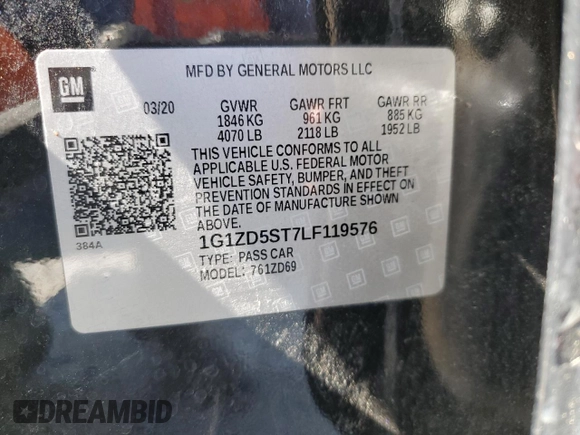 MFD BY GENERAL MOTORS LLC
GM
03/20 GVWR GAWR FRT GAWR RR
1846 KG 961 KG 885 KG
4070 LB 2118 LB 1952 LB
THIS VEHICLE CONFORMS TO ALL
APPLICABLE U.S. FEDERAL MOTOR
VEHICLE SAFETY, BUMPER, AND THEFT
PREVENTION STANDARDS IN EFFECT ON
THE DATE OF MANUFACTURE SHOWN
ABOVE.
384A
1G1ZD5ST7LF119576
TYPE: PASS CAR
MODEL: 761ZD69
DREAMBID